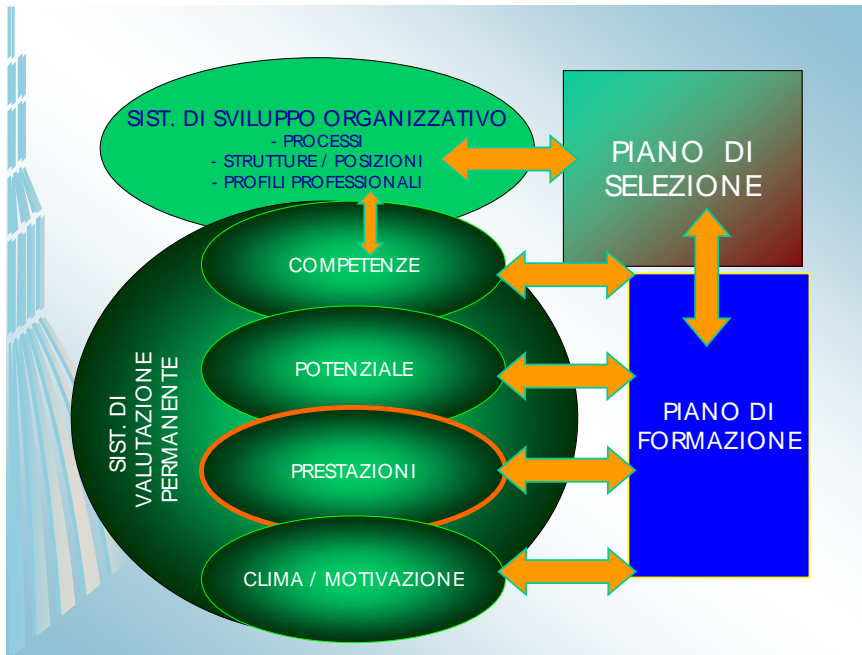 SIST. DI SVILUPPO ORGANIZZATIVO
- PROCESSI
- STRUTTURE / POSIZIONI
- PROFILI PROFESSIONALI
PIANO DI
SELEZIONE
COMPETENZE
POTENZIALE
SIST. DI
VALUTAZIONE
PERMANENTE
PRESTAZIONI
CLIMA / MOTIVAZIONE
PIANO DI
FORMAZIONE